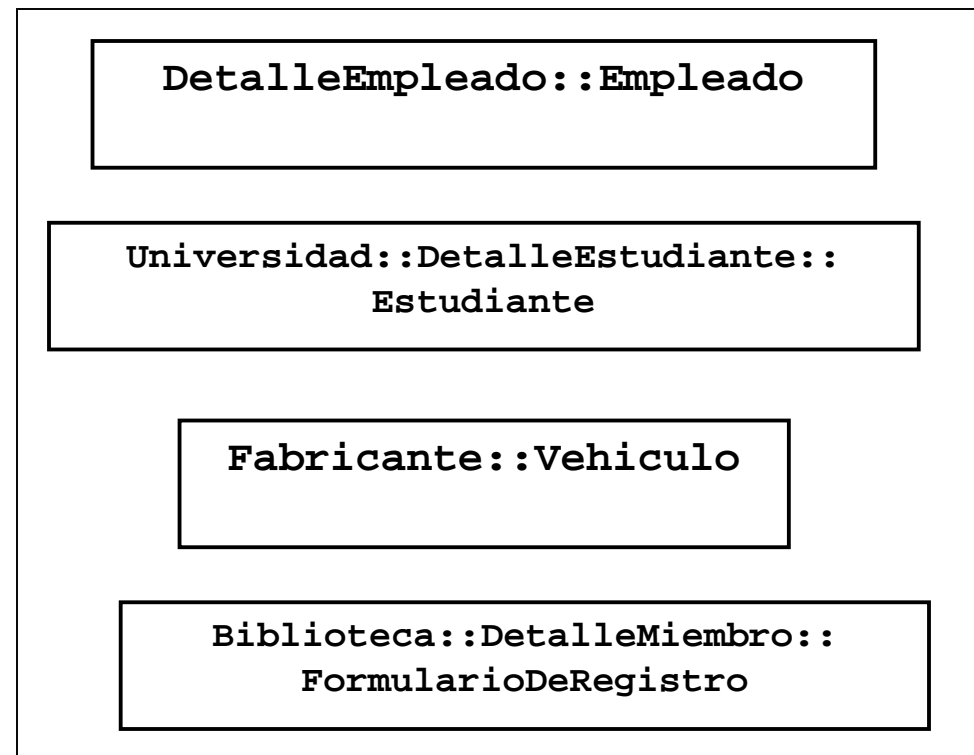 DetalleEmpleado::Empleado
Universidad::DetalleEstudiante::
Estudiante
Fabricante::Vehiculo
Biblioteca::DetalleMiembro::
FormularioDeRegistro